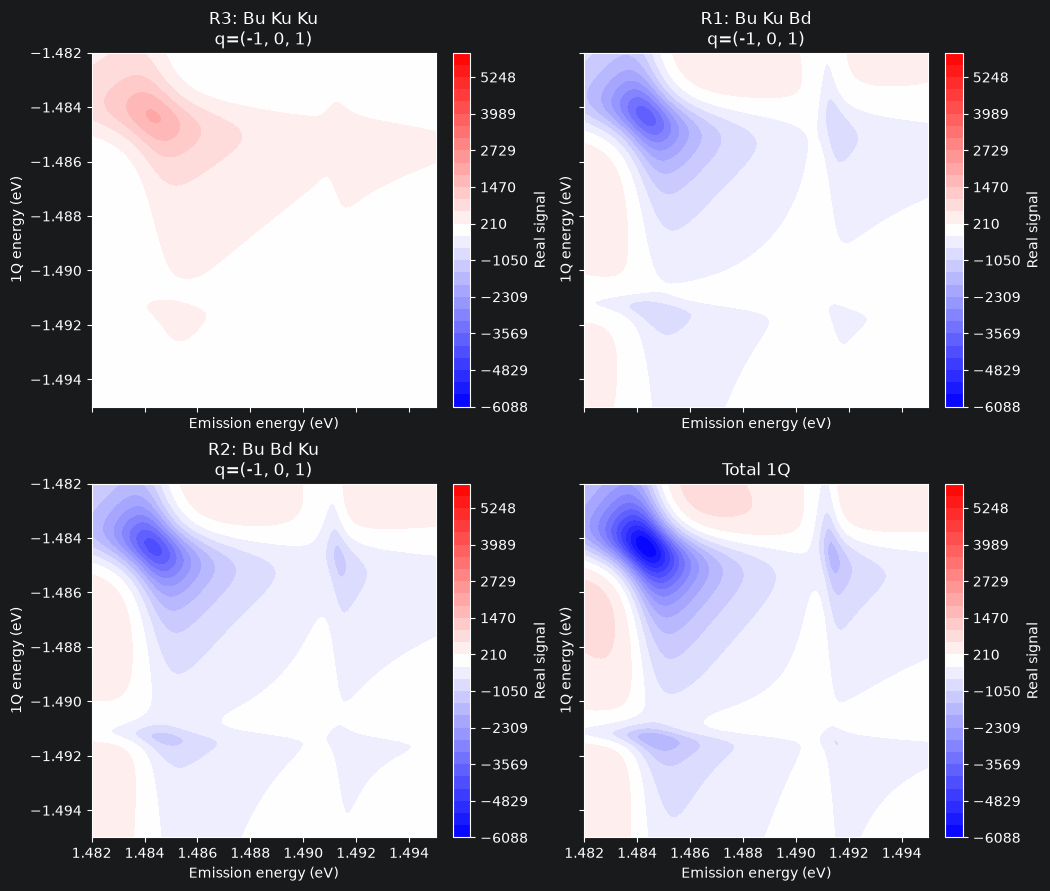 R3: Bu Ku Ku
q=(-1, 0, 1)
−1.482
−1.484
−1.486
−1.488
−1.490
−1.492
−1.494
1Q energy (eV)
Emission energy (eV)
5248
3989
2729
1470
210
−1050
−2309
−3569
−4829
−6088
Real signal
R1: Bu Ku Bd
q=(-1, 0, 1)
1Q energy (eV)
Emission energy (eV)
5248
3989
2729
1470
210
−1050
−2309
−3569
−4829
−6088
Real signal
R2: Bu Bd Ku
q=(-1, 0, 1)
−1.482
−1.484
−1.486
−1.488
−1.490
−1.492
−1.494
1Q energy (eV)
1.482 1.484 1.486 1.488 1.490 1.492 1.494
Emission energy (eV)
5248
3989
2729
1470
210
−1050
−2309
−3569
−4829
−6088
Real signal
Total 1Q
1Q energy (eV)
1.482 1.484 1.486 1.488 1.490 1.492 1.494
Emission energy (eV)
5248
3989
2729
1470
210
−1050
−2309
−3569
−4829
−6088
Real signal